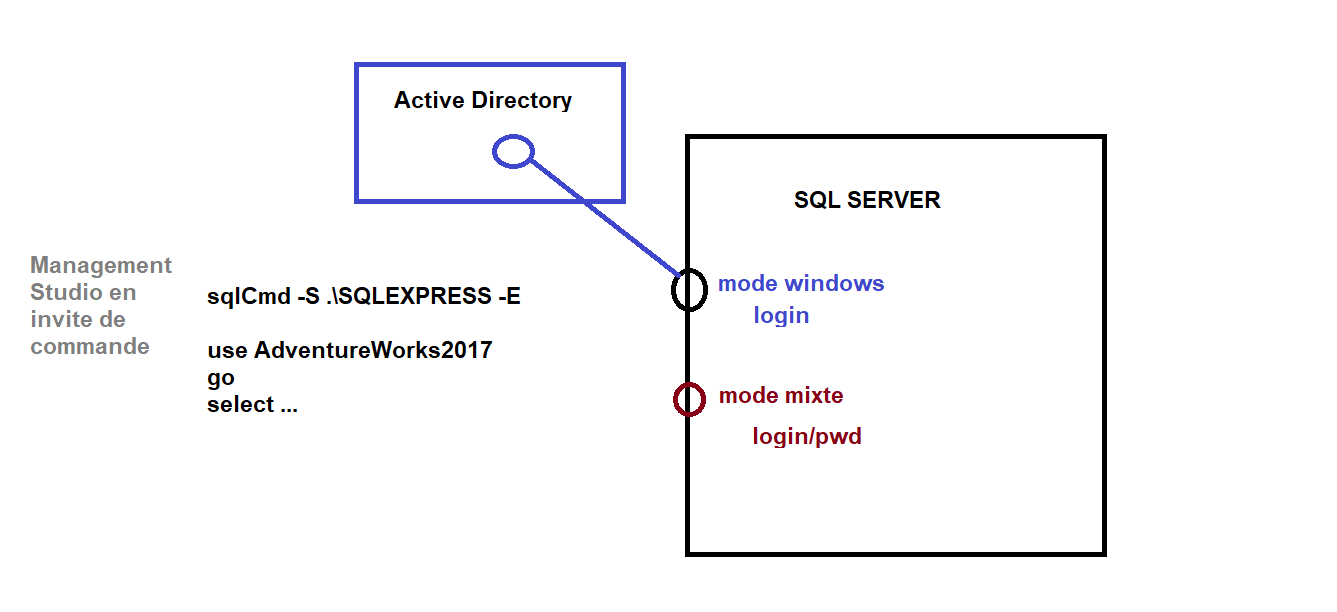 Active Directory
SQL SERVER
Management
Studio en
invite de
commande
sqlCmd -S .\SQLEXPRESS -E
use AdventureWorks2017
go
select ...
mode windows
login
mode mixte
login/pwd